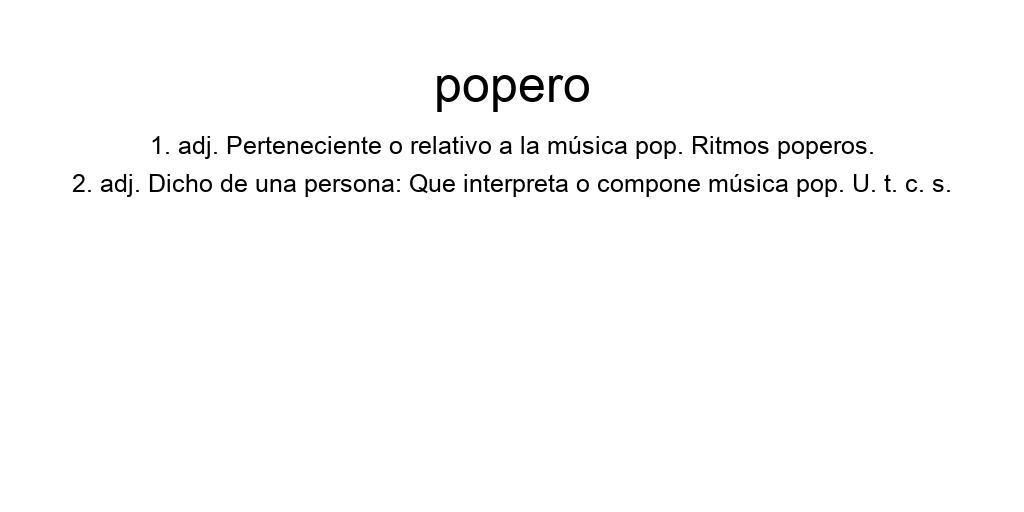 popero
1. adj. Perteneciente o relativo a la música pop. Ritmos poperos.
2. adj. Dicho de una persona: Que interpreta o compone música pop. U. t. c. s.